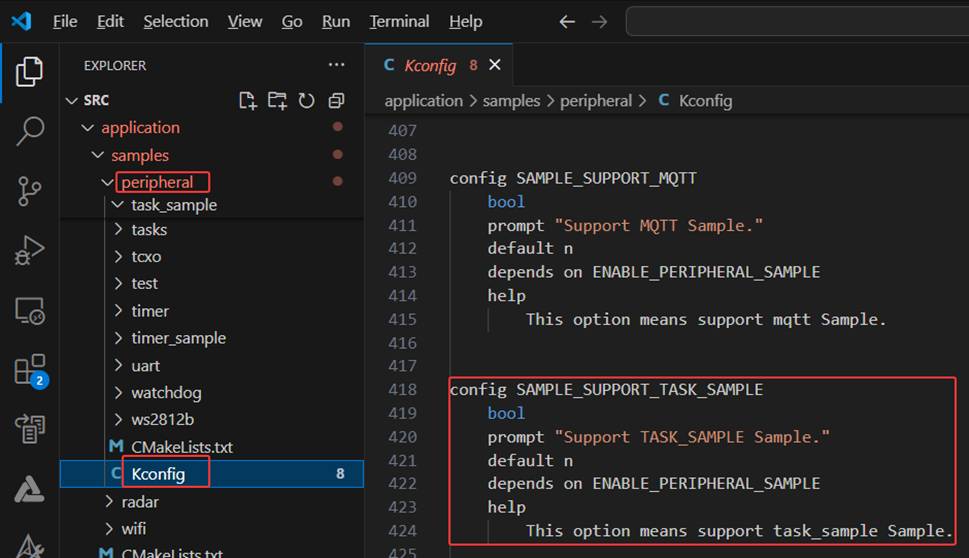 File Edit Selection View Go Run Terminal Help
EXPLORER
Kconfig 8
SRC
application > samples > peripheral > C Kconfig
application
samples
peripheral
task_sample
tasks
tcxo
test
timer
timer_sample
uart
watchdog
ws2812b
M CMakeLists.txt
C Kconfig 8
radar
wifi
M CMakeLists.txt
2
407
408
409 config SAMPLE_SUPPORT_MQTT
410 bool
411 prompt "Support MQTT Sample."
412 default n
413 depends on ENABLE_PERIPHERAL_SAMPLE
414 help
415 This option means support mqtt Sample.
416
417
418 config SAMPLE_SUPPORT_TASK_SAMPLE
419 bool
420 prompt "Support TASK_SAMPLE Sample."
421 default n
422 depends on ENABLE_PERIPHERAL_SAMPLE
423 help
424 This option means support task_sample Sample.
425